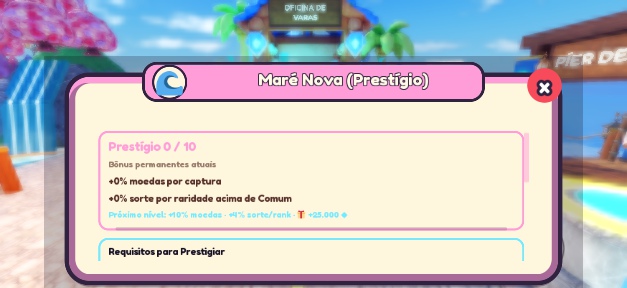 OFICINA DE
VARAS
PÍER DE
Maré Nova (Prestígio)
Prestígio 0 / 10
Bônus permanentes atuais
+0% moedas por captura
+0% sorte por raridade acima de Comum
Próximo nível: +10% moedas · +4% sorte/rank · 🎁 +25.000 ◆
Requisitos para Prestigiar